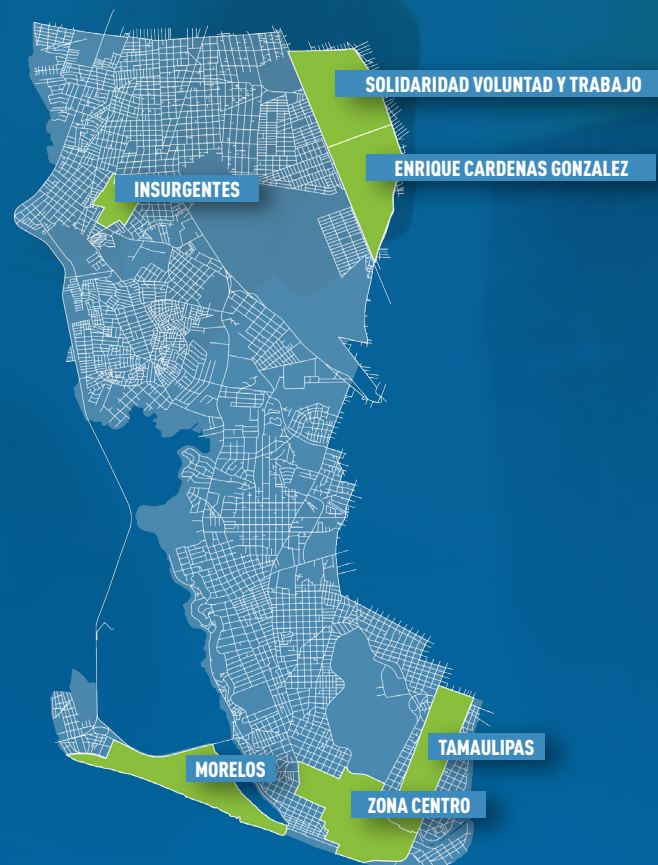 SOLIDARIDAD VOLUNTAD Y TRABAJO
ENRIQUE CARDENAS GONZALEZ
INSURGENTES
TAMAULIPAS
MORELOS
ZONA CENTRO